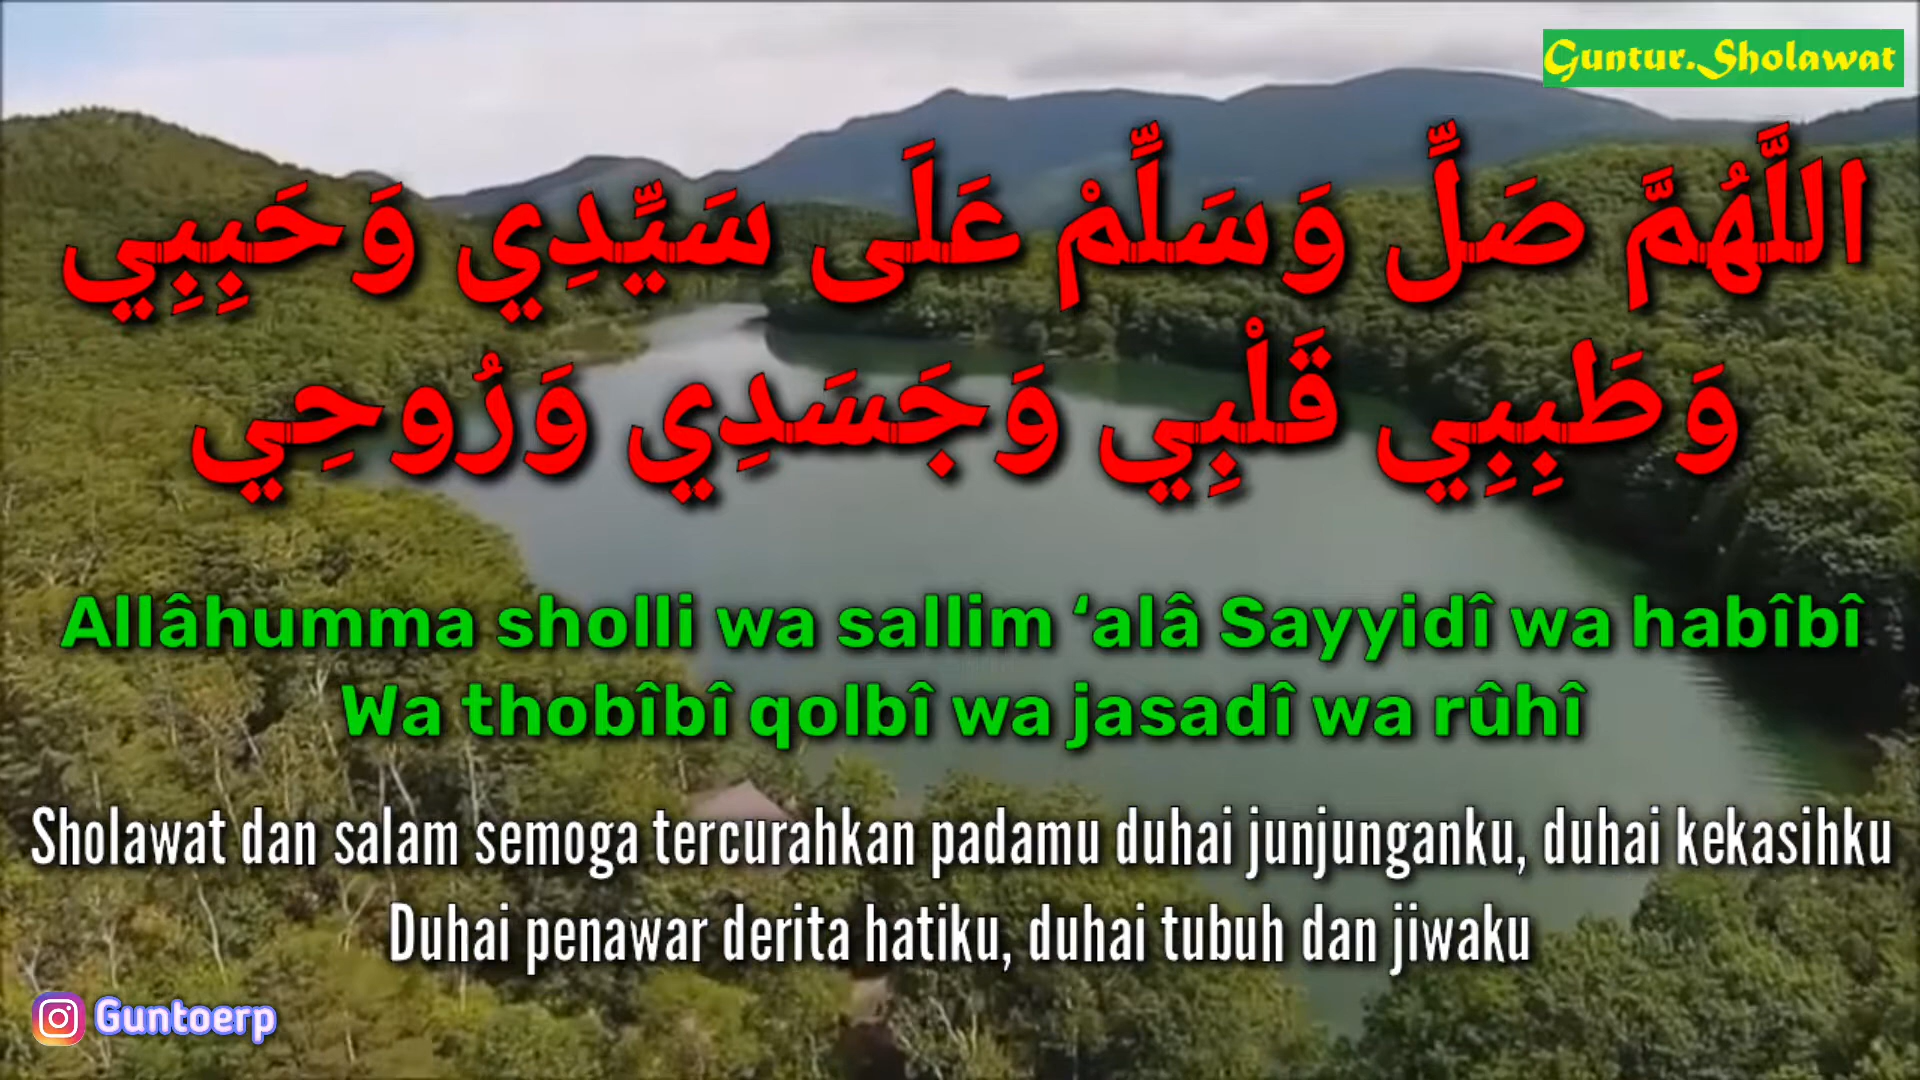 Guntur.Sholawat
اللَّهُمَّ صَلِّ وَسَلِّمْ عَلَى سَيِّدِي وَحَبِبِي
وَطَبِبِي قَلْبِي وَجَسَدِي وَرُوحِي
Allâhumma sholli wa sallim ‘alâ Sayyidî wa habîbî
Wa thobîbî qolbî wa jasadî wa rûhî
Sholawat dan salam semoga tercurahkan padamu duhai junjunganku, duhai kekasihku
Duhai penawar derita hatiku, duhai tubuh dan jiwaku
Guntoerp